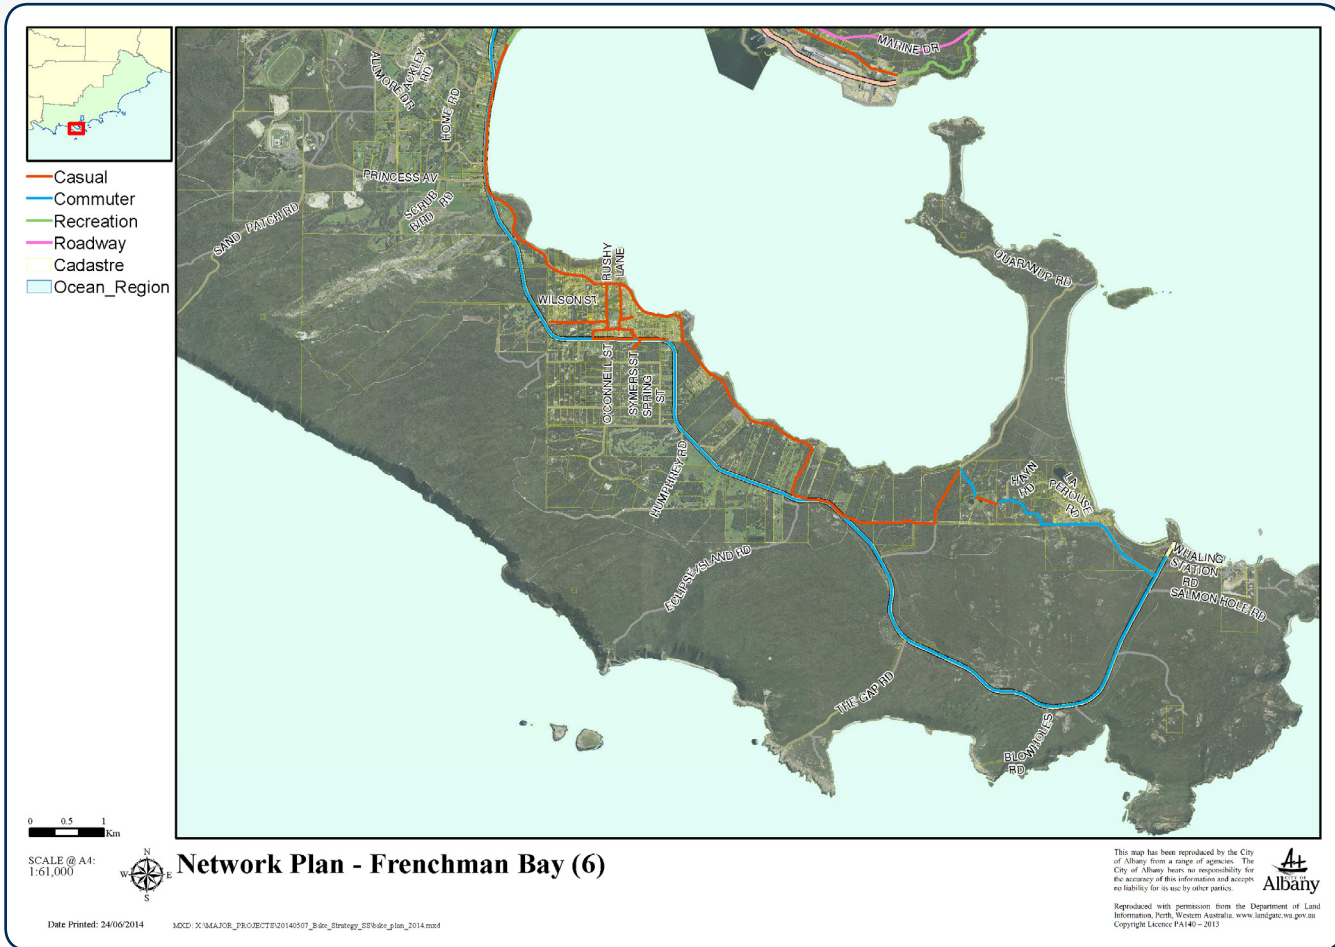 Casual
Commuter
Recreation
Roadway
Cadastre
Ocean_Region
MARINE DR
ALLMORE DR
ACKLEY
RD
HOME RD
PRINCESS AV
SCRUB
BIRD RD
SAND PATCH RD
RUSHY
LANE
WILSON ST
QUARANUP RD
O'CONNELL ST
SYMERS ST
SPRING
ST
HUMPHREY RD
HAYN
RD
LA
PEROUSE
RD
ECLIPSE ISLAND RD
WHALING
STATION
RD
SALMON HOLE RD
THE GAP RD
BLOWHOLES
RD
0 0.5 1
Km
SCALE @ A4:
1:61,000
N
W E
S
Network Plan - Frenchman Bay (6)
Date Printed: 24/06/2014
MXD: X:\MAJOR_PROJECTS\20140507_Bike_Strategy_SS\bike_plan_2014.mxd
This map has been reproduced by the City
of Albany from a range of agencies. The
City of Albany bears no responsibility for
the accuracy of this information and accepts
no liability for its use by other parties.
Reproduced with permission from the Department of Land
Information, Perth, Western Australia. www.landgate.wa.gov.au
Copyright Licence PA140 – 2013
CITY OF
Albany